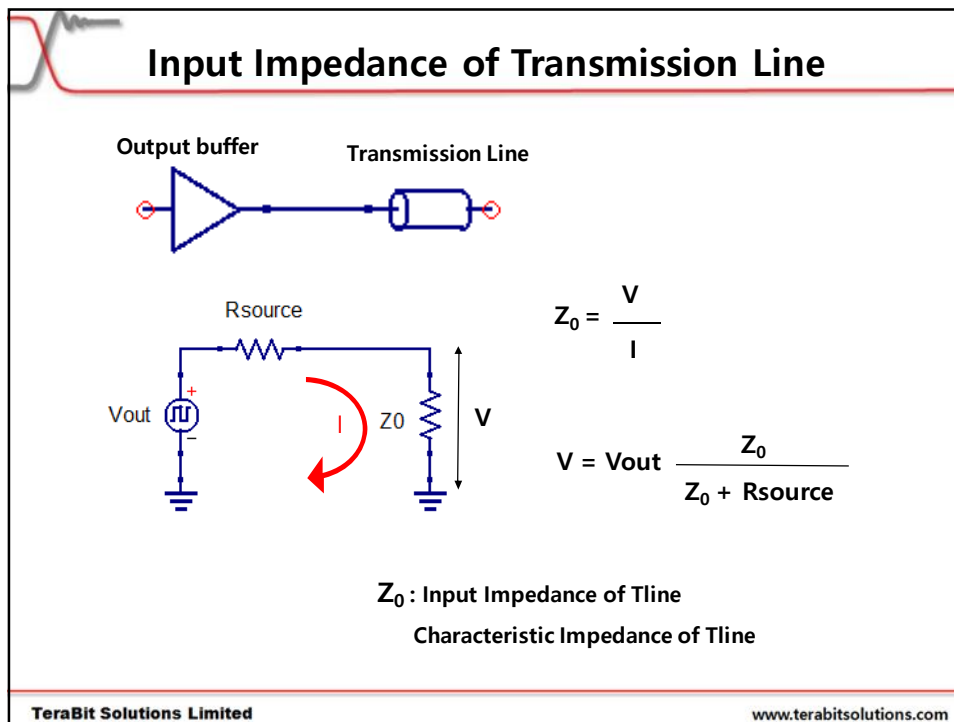 Input Impedance of Transmission Line
Output buffer
Transmission Line
Rsource
Vout
+
−
I
Z0
V
Z₀ = V
I
V = Vout Z₀
Z₀ + Rsource
Z₀ : Input Impedance of Tline
Characteristic Impedance of Tline
TeraBit Solutions Limited
www.terabitsolutions.com